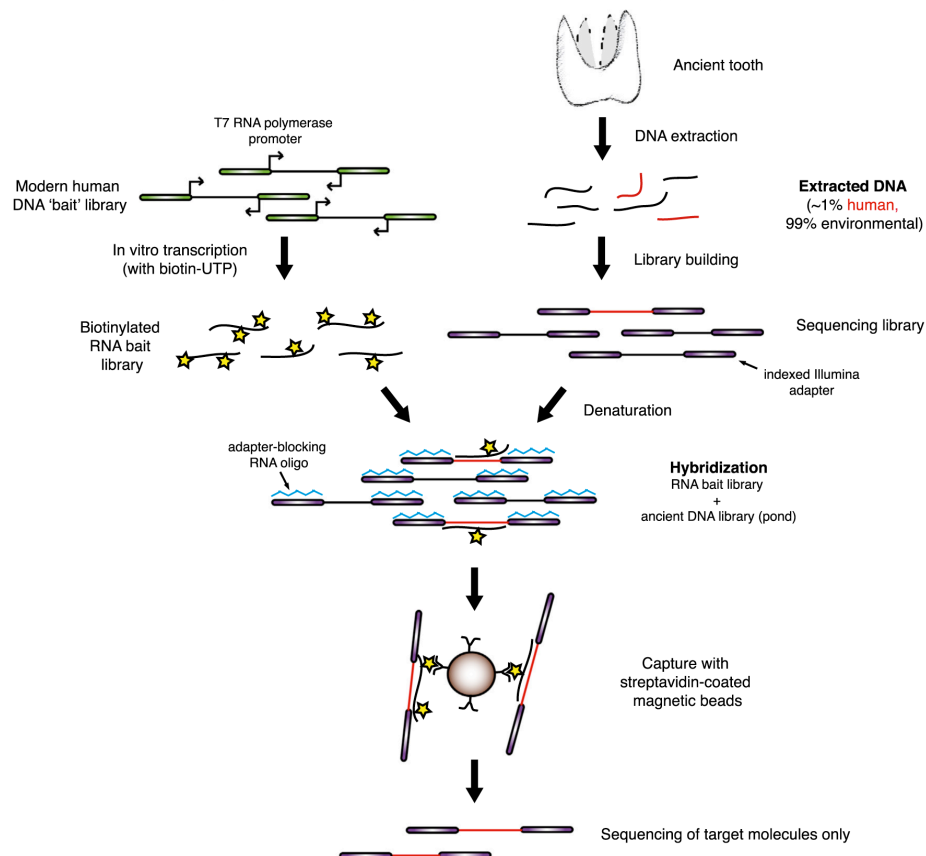 Ancient tooth
DNA extraction
T7 RNA polymerase
promoter
Modern human
DNA ‘bait’ library
Extracted DNA
(~1% human,
99% environmental)
In vitro transcription
(with biotin-UTP)
Library building
Biotinylated
RNA bait
library
Sequencing library
indexed Illumina
adapter
Denaturation
adapter-blocking
RNA oligo
Hybridization
RNA bait library
+
ancient DNA library (pond)
Capture with
streptavidin-coated
magnetic beads
Sequencing of target molecules only